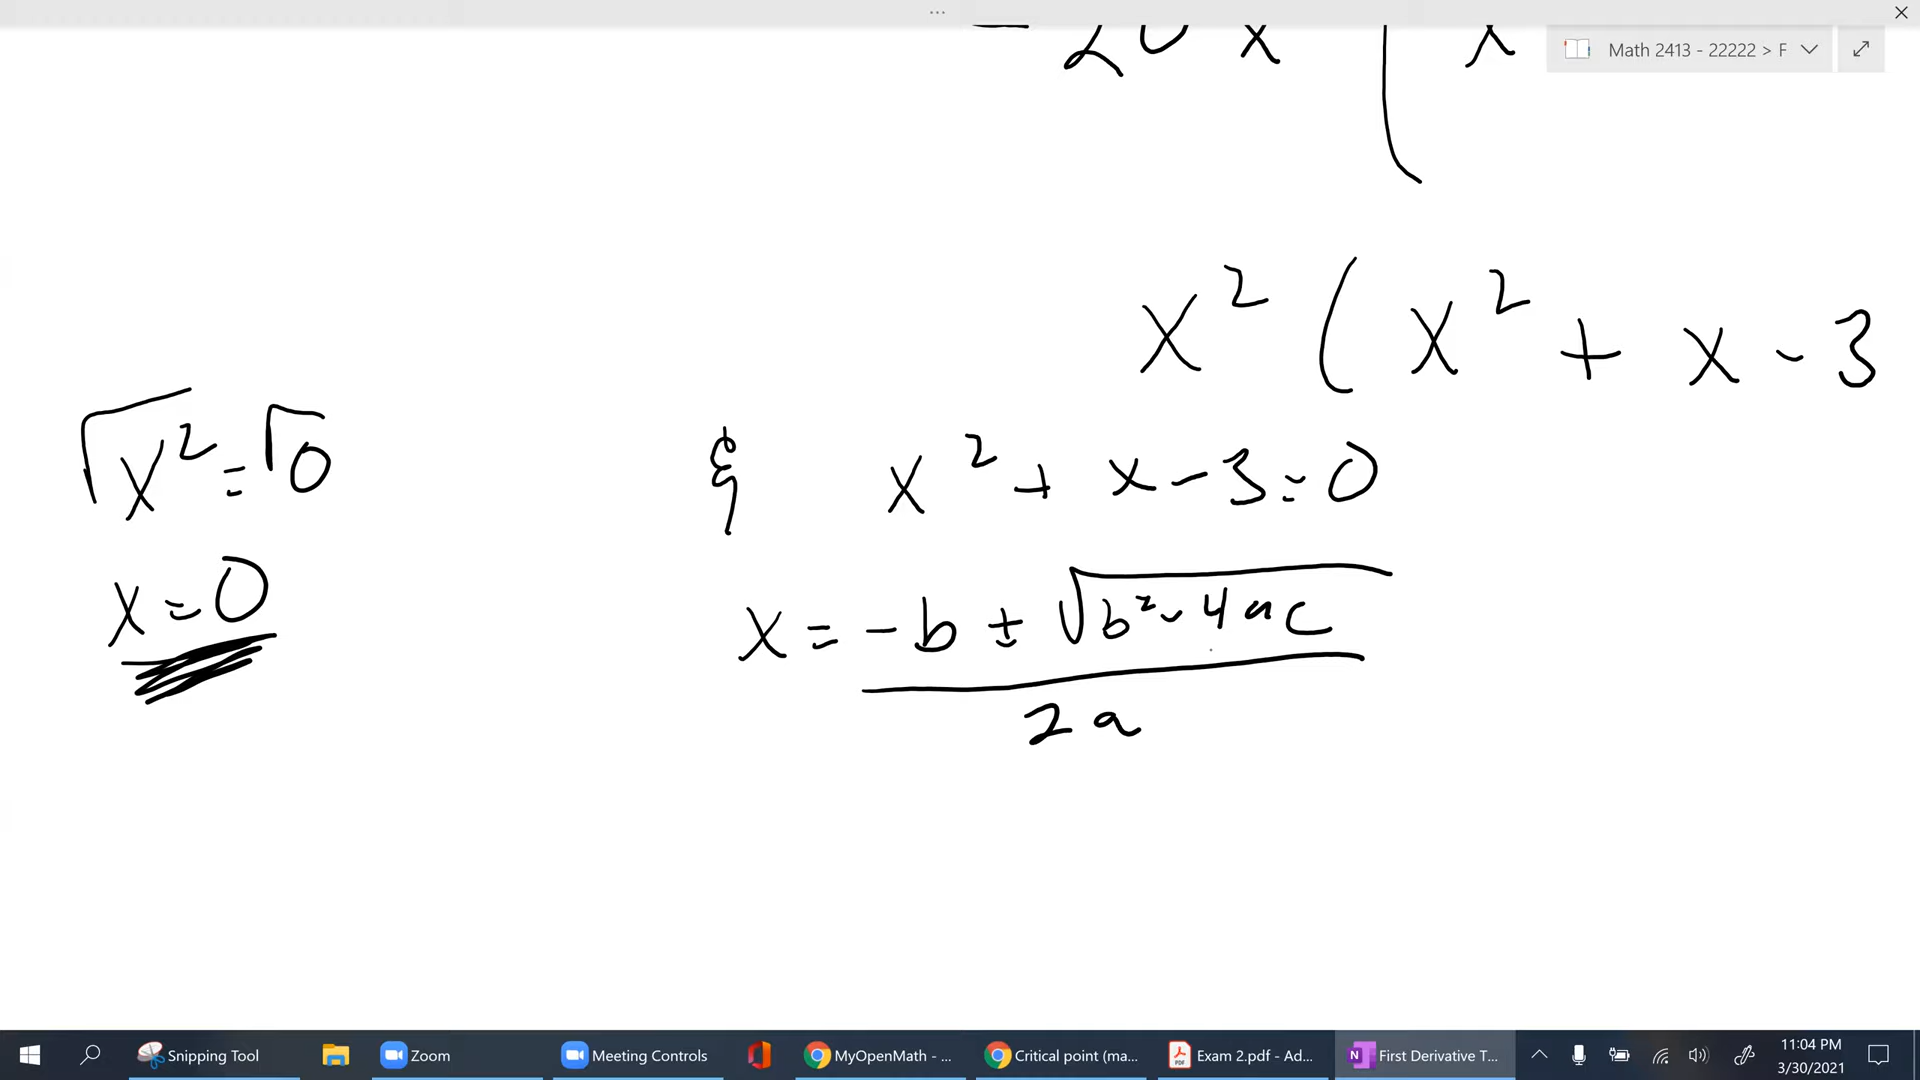 ...
- 20 x ( x
Math 2413 - 22222 > F
x² ( x² + x - 3
√x² = √0
& x² + x - 3 = 0
x = 0
x = -b ± √b² - 4ac
2a
Snipping Tool
Zoom
Meeting Controls
MyOpenMath - ...
Critical point (ma...
Exam 2.pdf - Ad...
First Derivative T...
11:04 PM
3/30/2021